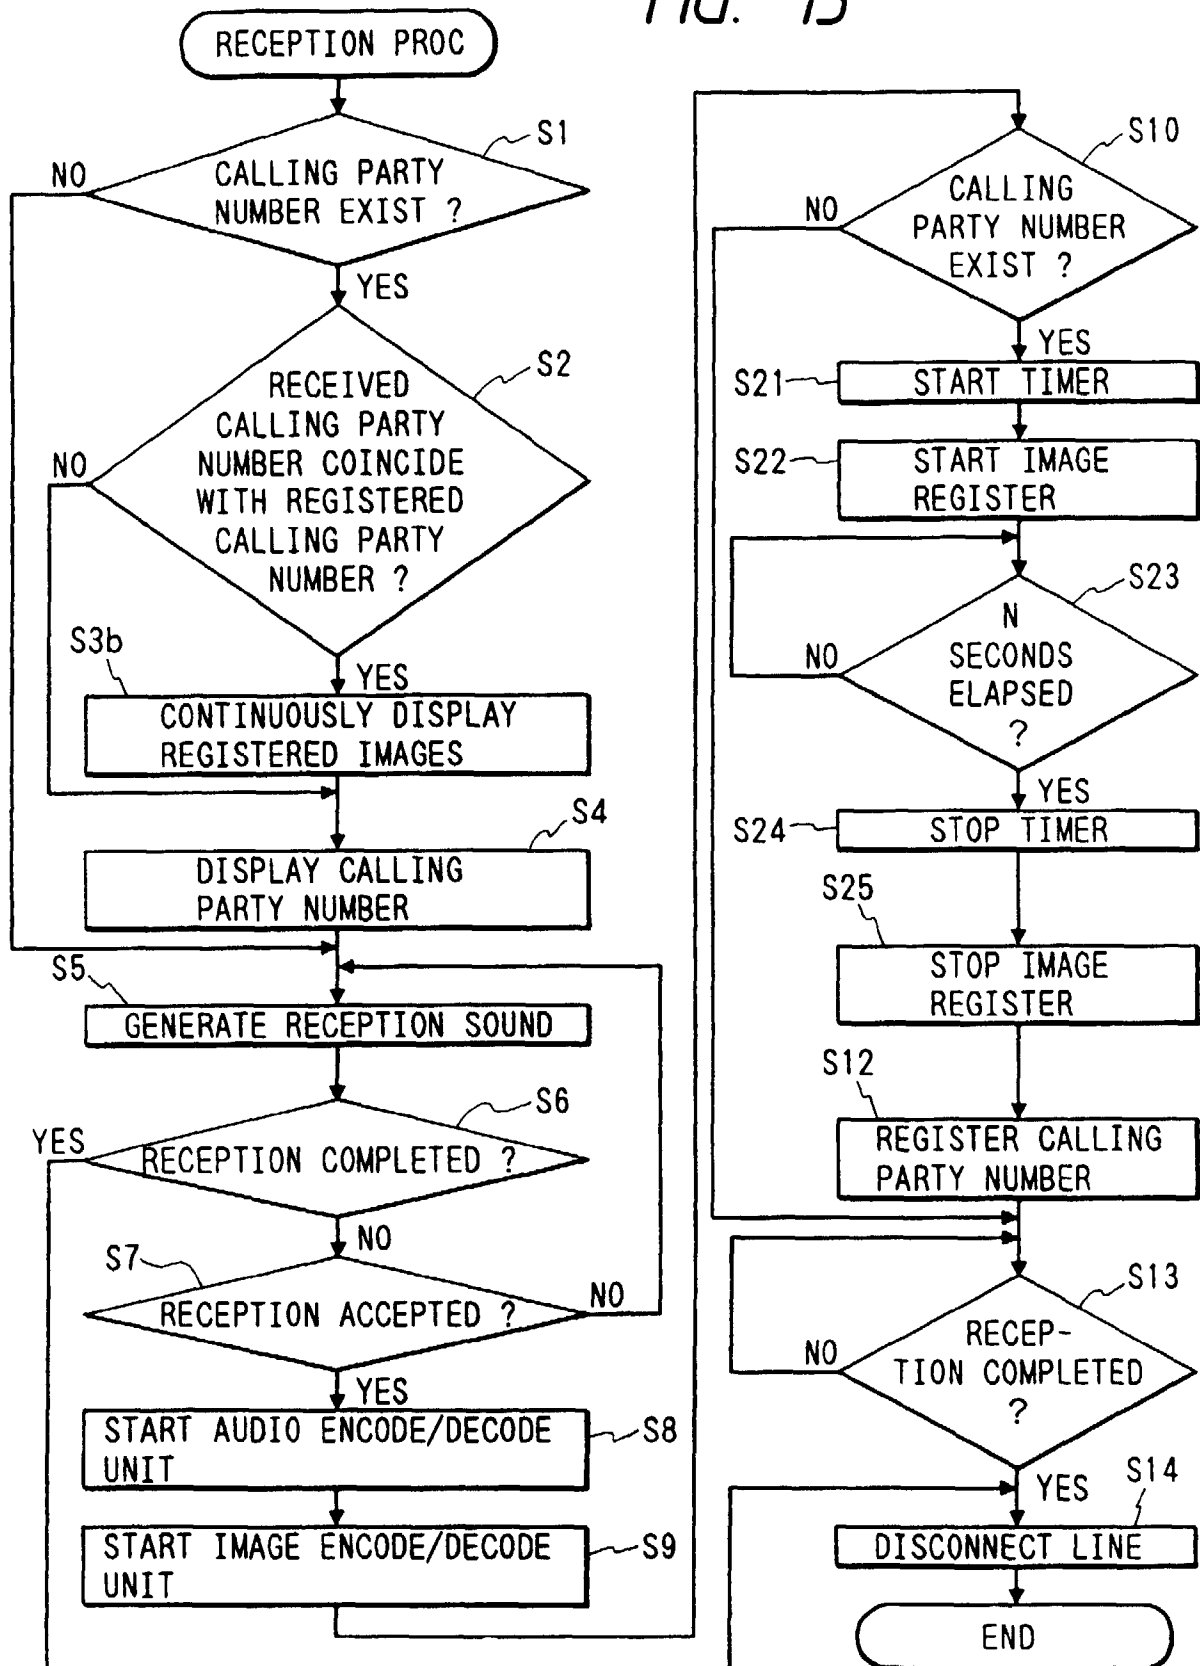 FIG. 13
RECEPTION PROC
S1
CALLING PARTY
NUMBER EXIST ?
NO
YES
S2
RECEIVED
CALLING PARTY
NUMBER COINCIDE
WITH REGISTERED
CALLING PARTY
NUMBER ?
NO
YES
S3b
CONTINUOUSLY DISPLAY
REGISTERED IMAGES
S4
DISPLAY CALLING
PARTY NUMBER
S5
GENERATE RECEPTION SOUND
S6
YES
RECEPTION COMPLETED ?
NO
S7
RECEPTION ACCEPTED ?
NO
YES
START AUDIO ENCODE/DECODE
UNIT
S8
START IMAGE ENCODE/DECODE
UNIT
S9
S10
CALLING
PARTY NUMBER
EXIST ?
NO
YES
S21
START TIMER
S22
START IMAGE
REGISTER
S23
N
SECONDS
ELAPSED
?
NO
YES
S24
STOP TIMER
S25
STOP IMAGE
REGISTER
S12
REGISTER CALLING
PARTY NUMBER
S13
RECEP-
TION COMPLETED
?
NO
YES
S14
DISCONNECT LINE
END